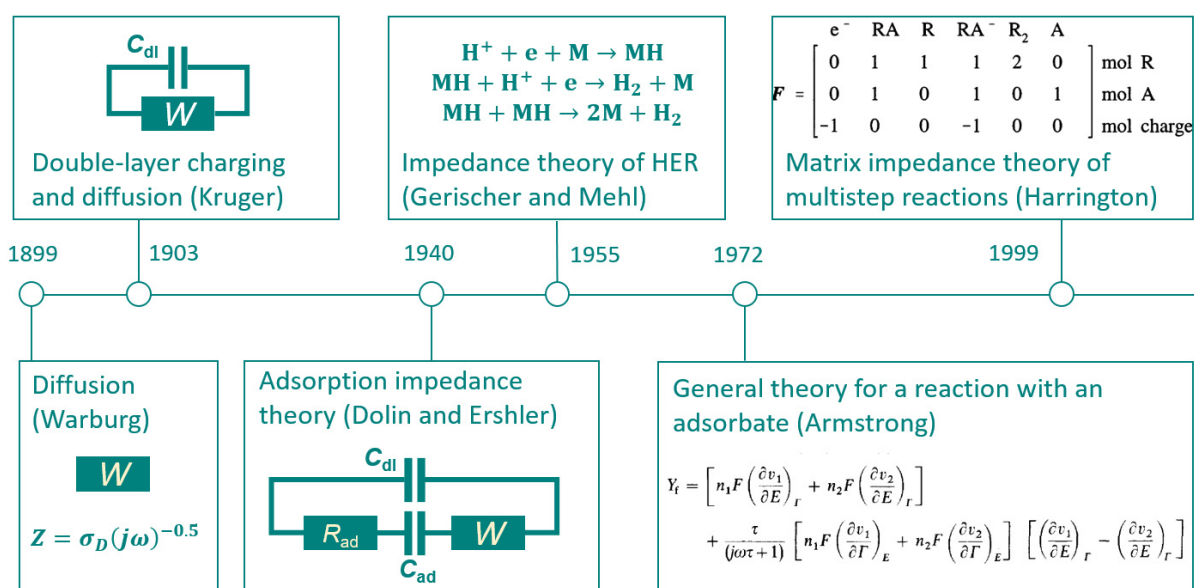 C_dl
W
Double-layer charging
and diffusion (Kruger)
H⁺ + e + M → MH
MH + H⁺ + e → H₂ + M
MH + MH → 2M + H₂
Impedance theory of HER
(Gerischer and Mehl)
e⁻ RA R RA⁻ R₂ A
0 1 1 1 2 0 mol R
F = 0 1 0 1 0 1 mol A
-1 0 0 -1 0 0 mol charge
Matrix impedance theory of
multistep reactions (Harrington)
1899 1903 1940 1955 1972 1999
Diffusion
(Warburg)
W
Z = σ_D(jω)^−0.5
Adsorption impedance
theory (Dolin and Ershler)
C_dl
R_ad W
C_ad
General theory for a reaction with an
adsorbate (Armstrong)
Y_f = [n₁F(∂v₁/∂E)_Γ + n₂F(∂v₂/∂E)_Γ]
+ τ/(jωτ+1) [n₁F(∂v₁/∂Γ)_E + n₂F(∂v₂/∂Γ)_E] [(∂v₁/∂E)_Γ − (∂v₂/∂E)_Γ]